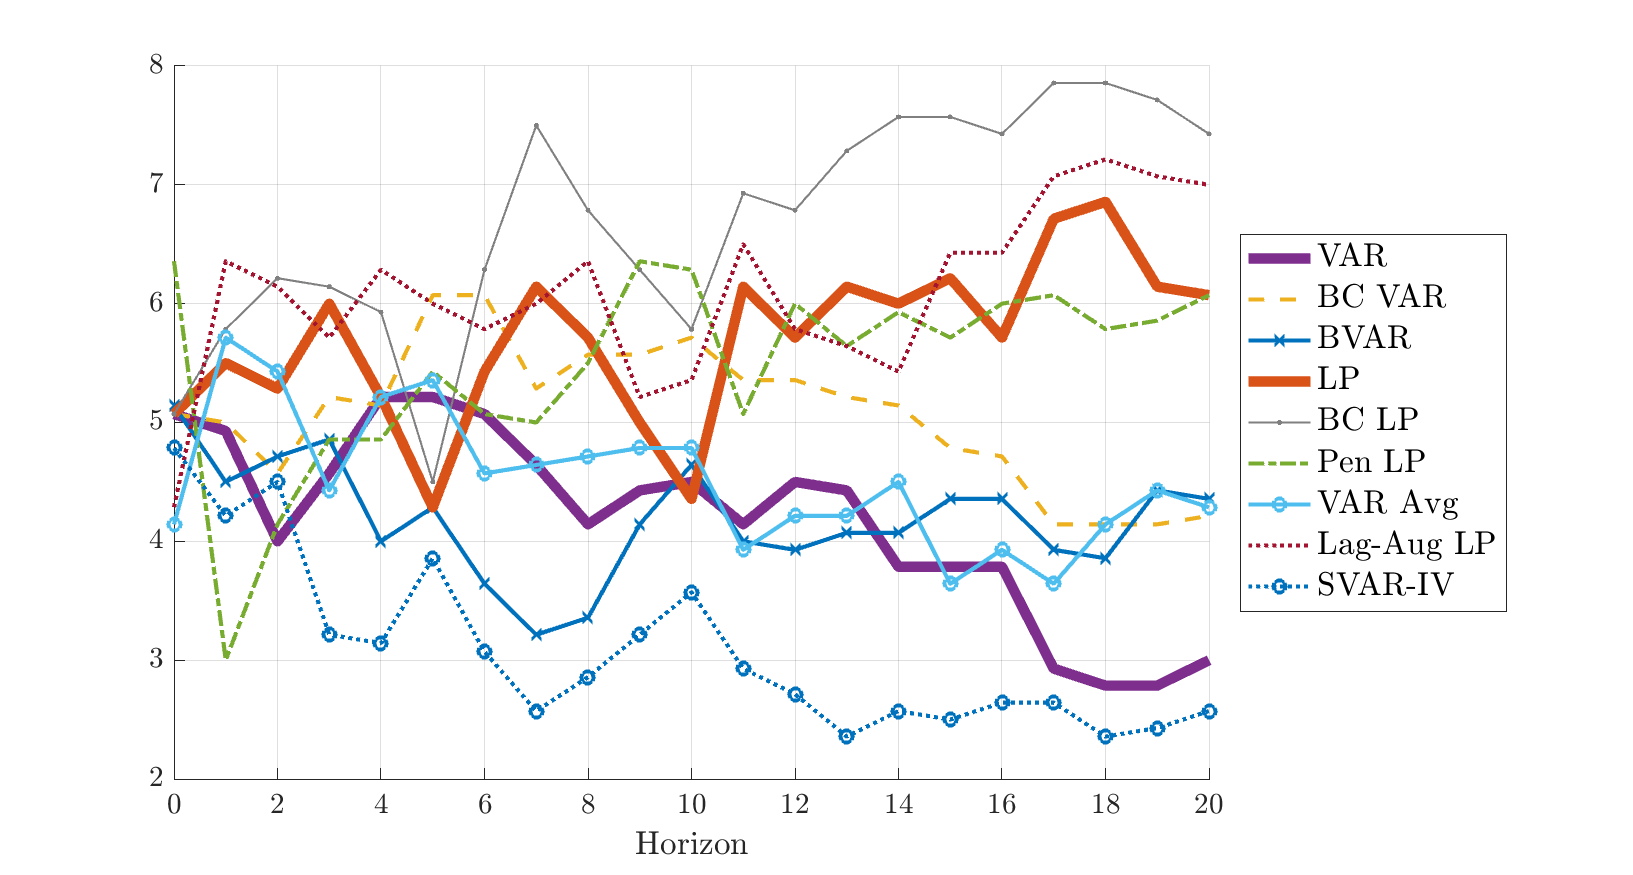 8
7
6
5
4
3
2
0 2 4 6 8 10 12 14 16 18 20
Horizon
VAR
BC VAR
BVAR
LP
BC LP
Pen LP
VAR Avg
Lag-Aug LP
SVAR-IV